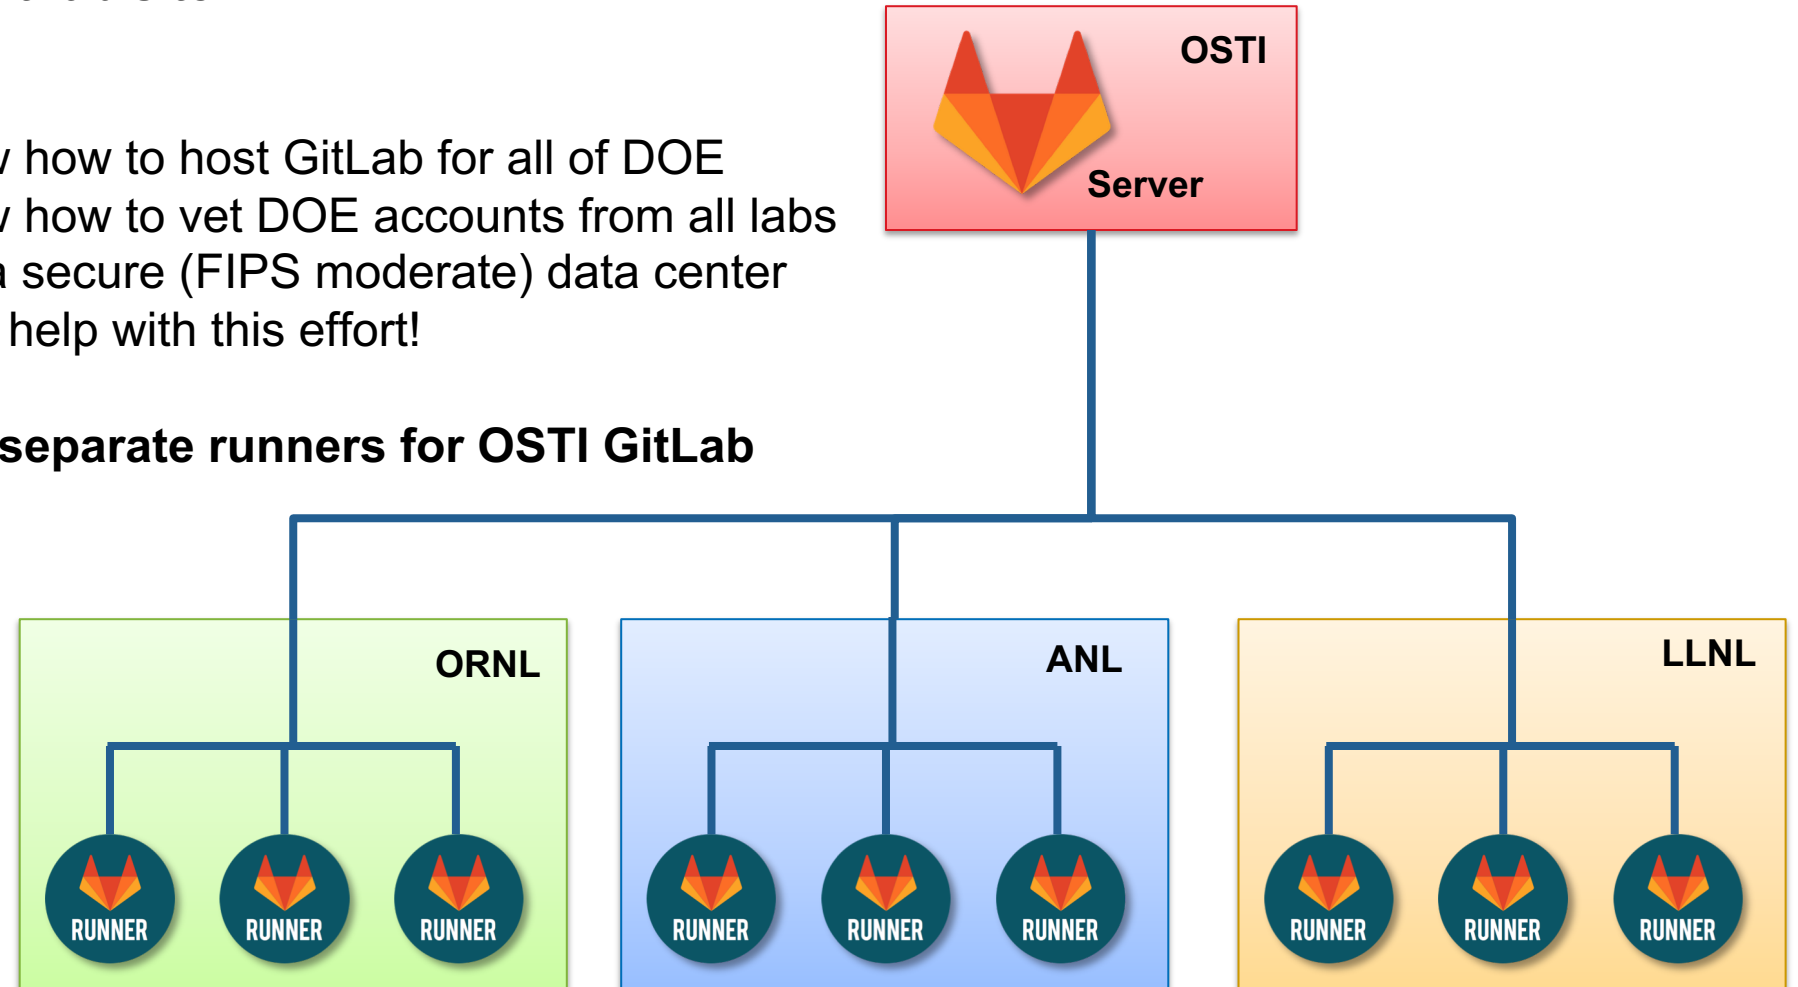 OSTI
how to host GitLab for all of DOE
Server
how to vet DOE accounts from all labs
a secure (FIPS moderate) data center
help with this effort!
separate runners for OSTI GitLab
ORNL
ANL
LLNL
RUNNER
RUNNER
RUNNER
RUNNER
RUNNER
RUNNER
RUNNER
RUNNER
RUNNER